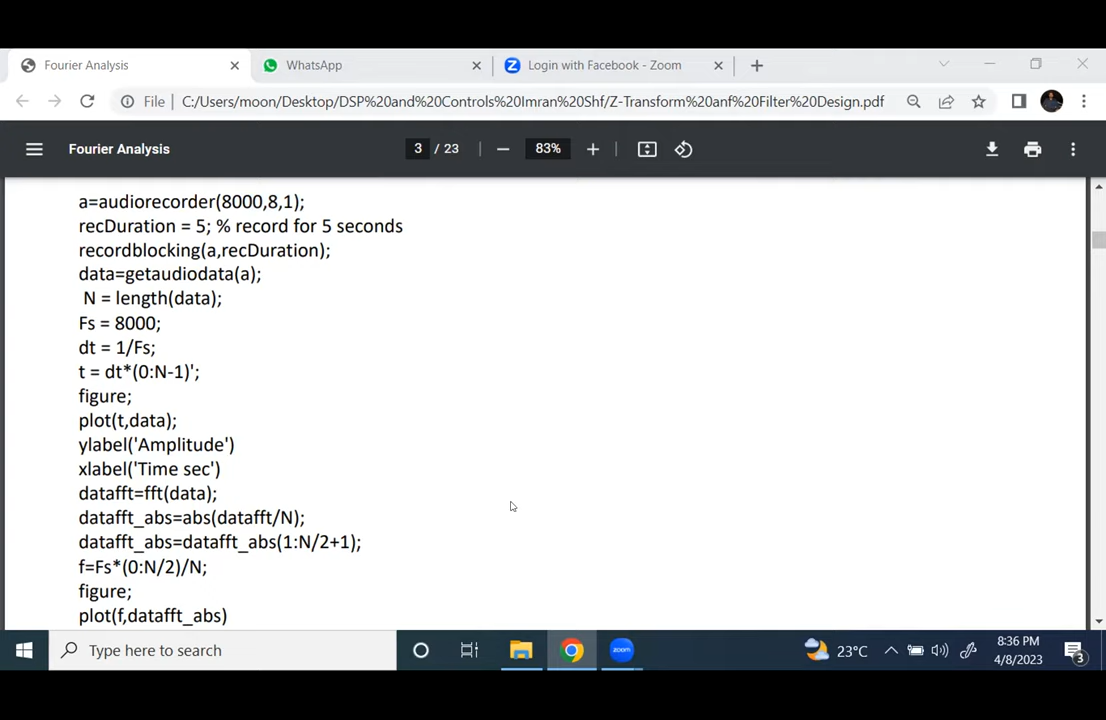 Fourier Analysis
WhatsApp
Login with Facebook - Zoom
File
C:/Users/moon/Desktop/DSP%20and%20Controls%20Imran%20Shf/Z-Transform%20anf%20Filter%20Design.pdf
Fourier Analysis
3 / 23
83%
a=audiorecorder(8000,8,1);
recDuration = 5; % record for 5 seconds
recordblocking(a,recDuration);
data=getaudiodata(a);
N = length(data);
Fs = 8000;
dt = 1/Fs;
t = dt*(0:N-1)';
figure;
plot(t,data);
ylabel('Amplitude')
xlabel('Time sec')
datafft=fft(data);
datafft_abs=abs(datafft/N);
datafft_abs=datafft_abs(1:N/2+1);
f=Fs*(0:N/2)/N;
figure;
plot(f,datafft_abs)
Type here to search
zoom
23°C
8:36 PM
4/8/2023
3